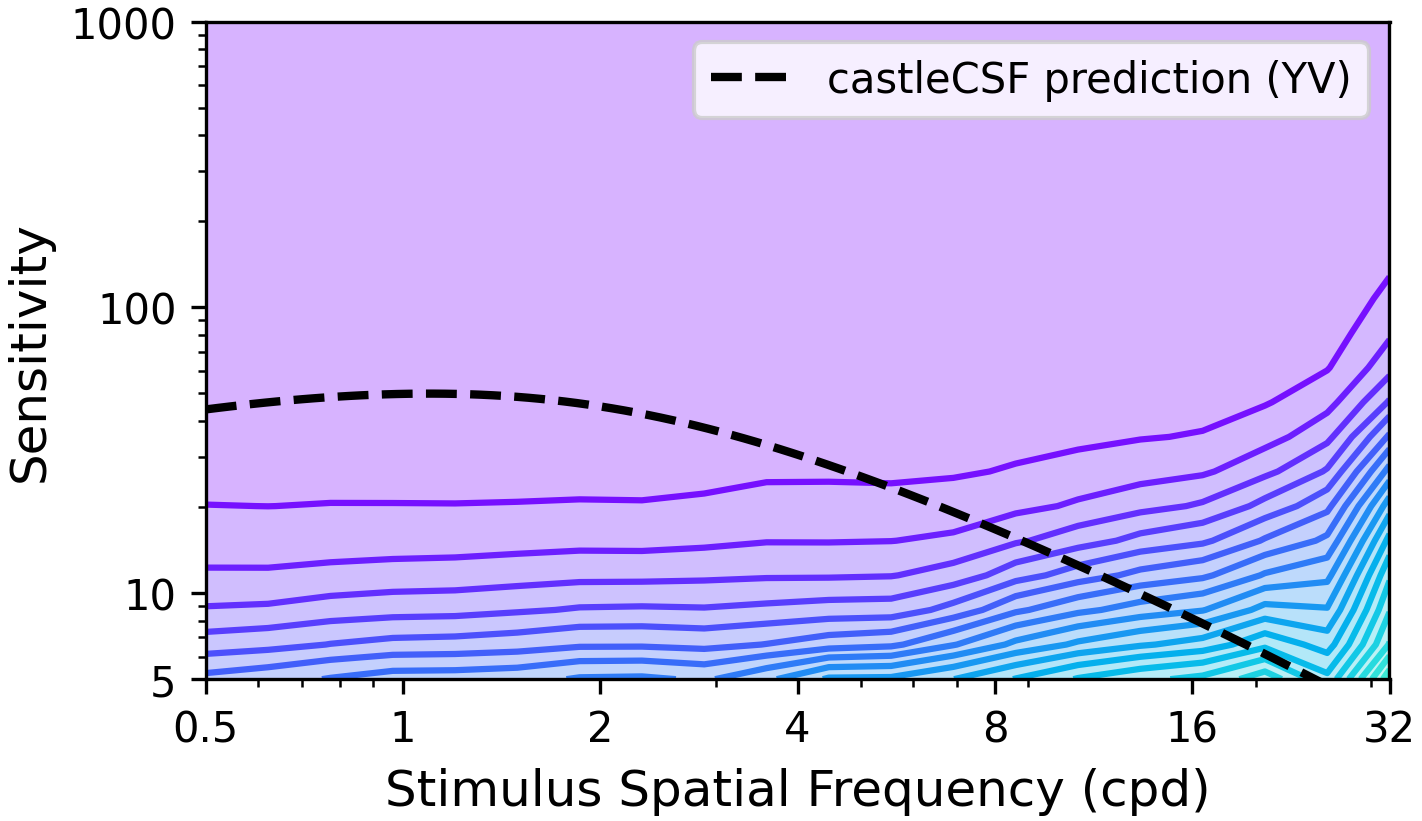 1000
100
10
5
Sensitivity
castleCSF prediction (YV)
0.5 1 2 4 8 16 32
Stimulus Spatial Frequency (cpd)